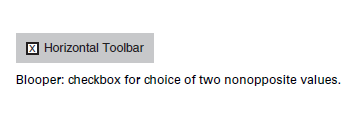 Horizontal Toolbar
Blooper: checkbox for choice of two nonopposite values.